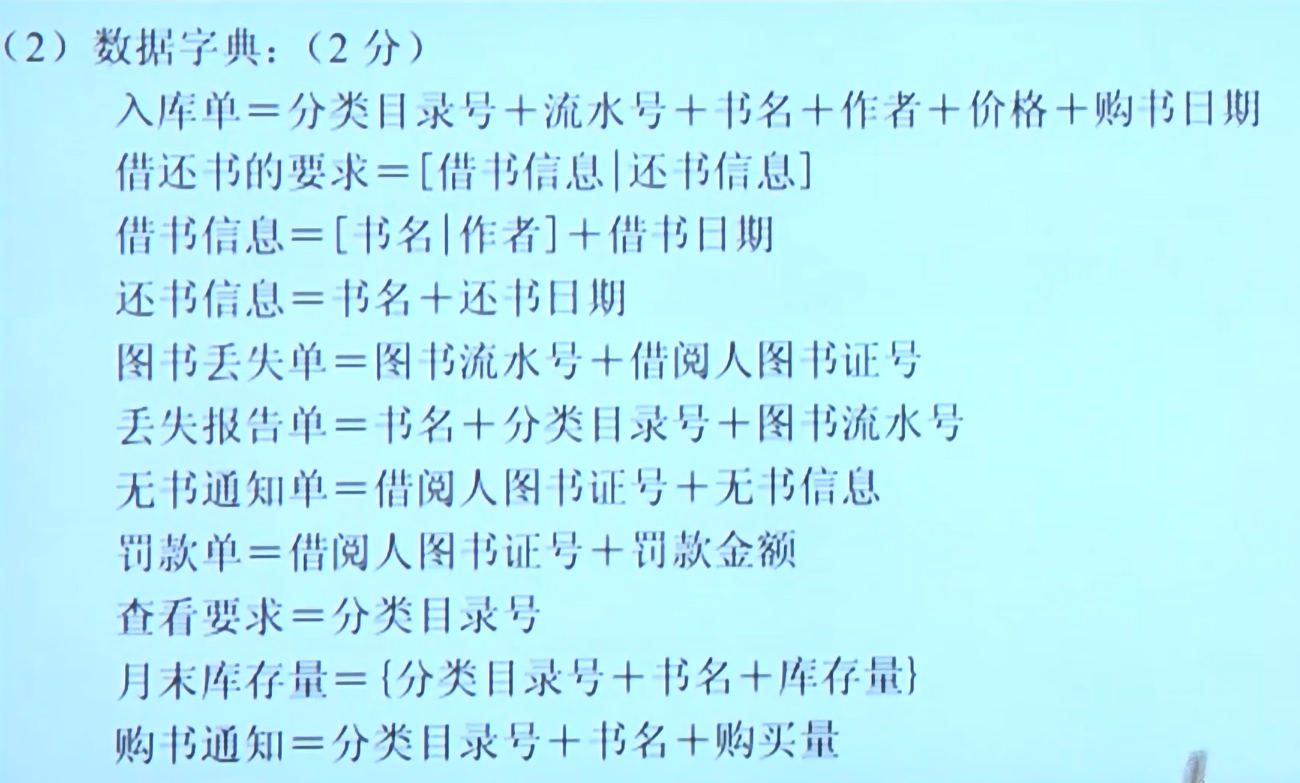 (2) 数据字典:(2 分)
入库单=分类目录号+流水号+书名+作者+价格+购书日期
借还书的要求=[借书信息|还书信息]
借书信息=[书名|作者]+借书日期
还书信息=书名+还书日期
图书丢失单=图书流水号+借阅人图书证号
丢失报告单=书名+分类目录号+图书流水号
无书通知单=借阅人图书证号+无书信息
罚款单=借阅人图书证号+罚款金额
查看要求=分类目录号
月末库存量={分类目录号+书名+库存量}
购书通知=分类目录号+书名+购买量